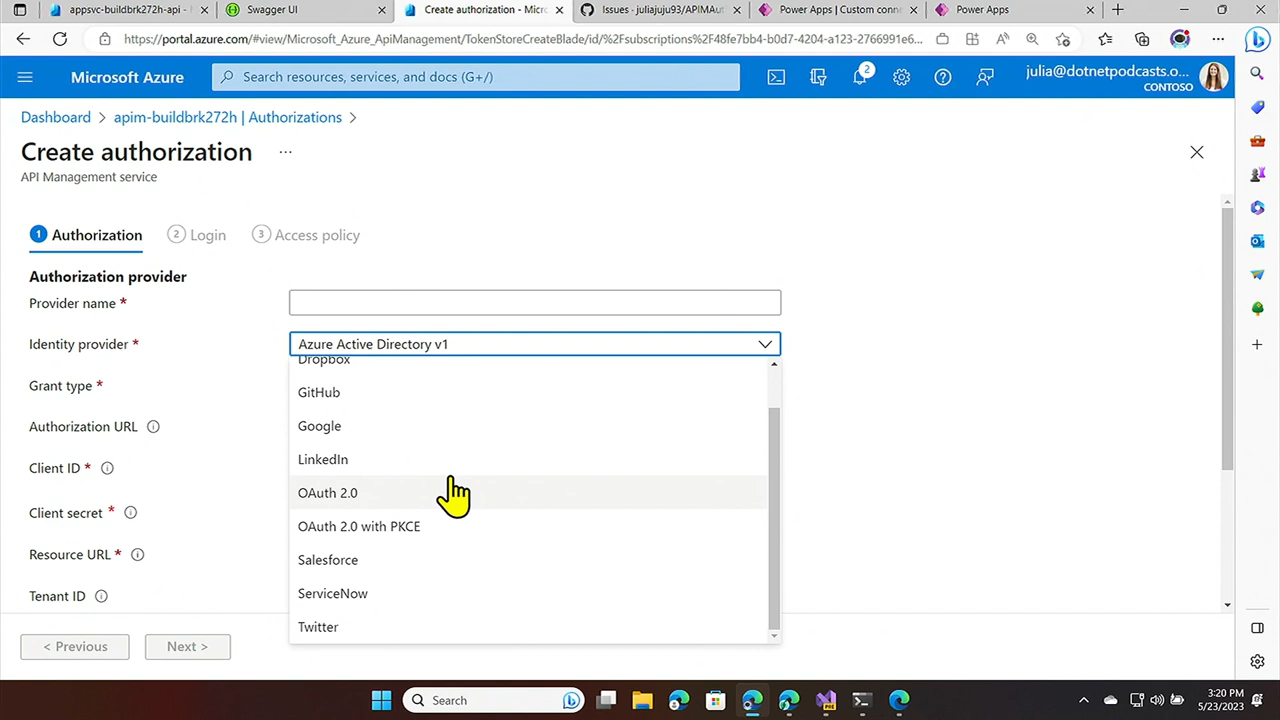 appsvc-buildbrk272h-api - M
Swagger UI
Create authorization - Micro
Issues · juliajuju93/APIMAut
Power Apps | Custom conne
Power Apps
https://portal.azure.com/#view/Microsoft_Azure_ApiManagement/TokenStoreCreateBlade/id/%2Fsubscriptions%2F48fe7bb4-b0d7-4204-a123-2766991e6...
Microsoft Azure
Search resources, services, and docs (G+/)
2
julia@dotnetpodcasts.o...
CONTOSO
Dashboard > apim-buildbrk272h | Authorizations >
Create authorization ...
API Management service
1 Authorization
2 Login
3 Access policy
Authorization provider
Provider name *
Identity provider *
Azure Active Directory v1
Dropbox
Grant type *
GitHub
Authorization URL
Google
Client ID *
LinkedIn
OAuth 2.0
Client secret *
OAuth 2.0 with PKCE
Resource URL *
Salesforce
Tenant ID
ServiceNow
Twitter
< Previous
Next >
Search
3:20 PM
5/23/2023